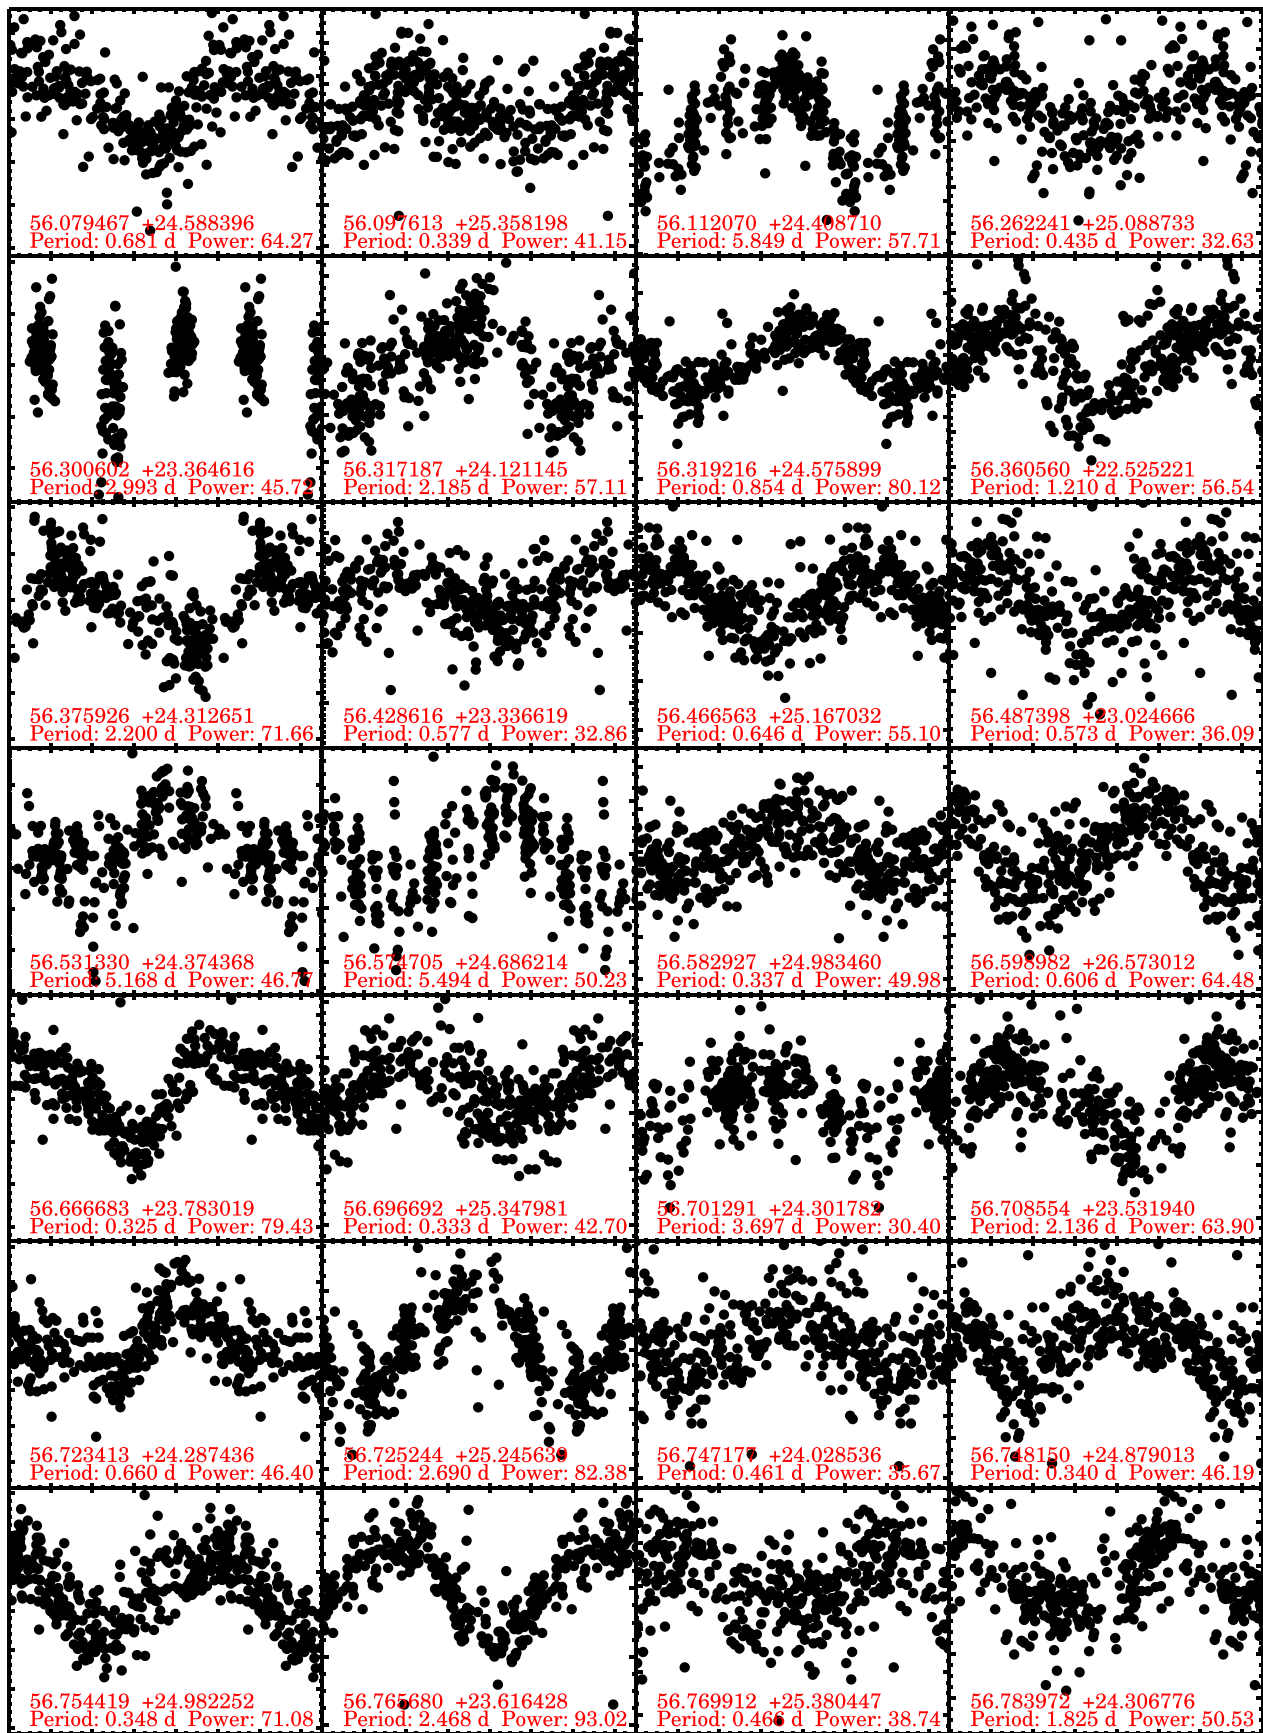 56.079467 +24.588396
Period: 0.681 d Power: 64.27
56.097613 +25.358198
Period: 0.339 d Power: 41.15
56.112070 +24.408710
Period: 5.849 d Power: 57.71
56.262241 +25.088733
Period: 0.435 d Power: 32.63
56.300602 +23.364616
Period: 2.993 d Power: 45.72
56.317187 +24.121145
Period: 2.185 d Power: 57.11
56.319216 +24.575899
Period: 0.854 d Power: 80.12
56.360560 +22.525221
Period: 1.210 d Power: 56.54
56.375926 +24.312651
Period: 2.200 d Power: 71.66
56.428616 +23.336619
Period: 0.577 d Power: 32.86
56.466563 +25.167032
Period: 0.646 d Power: 55.10
56.487398 +23.024666
Period: 0.573 d Power: 36.09
56.531330 +24.374368
Period: 5.168 d Power: 46.77
56.574705 +24.686214
Period: 5.494 d Power: 50.23
56.582927 +24.983460
Period: 0.337 d Power: 49.98
56.598982 +26.573012
Period: 0.606 d Power: 64.48
56.666683 +23.783019
Period: 0.325 d Power: 79.43
56.696692 +25.347981
Period: 0.333 d Power: 42.70
56.701291 +24.301782
Period: 3.697 d Power: 30.40
56.708554 +23.531940
Period: 2.136 d Power: 63.90
56.723413 +24.287436
Period: 0.660 d Power: 46.40
56.725244 +25.245639
Period: 2.690 d Power: 82.38
56.747177 +24.028536
Period: 0.461 d Power: 35.67
56.748150 +24.879013
Period: 0.340 d Power: 46.19
56.754419 +24.982252
Period: 0.348 d Power: 71.08
56.765680 +23.616428
Period: 2.468 d Power: 93.02
56.769912 +25.380447
Period: 0.466 d Power: 38.74
56.783972 +24.306776
Period: 1.825 d Power: 50.53